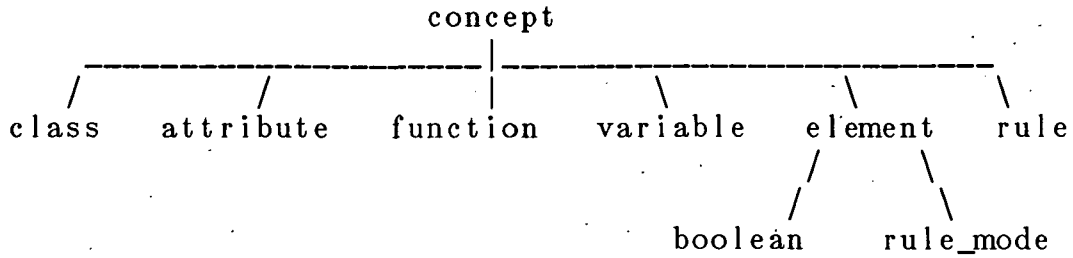 concept
class attribute function variable element rule
boolean rule_mode